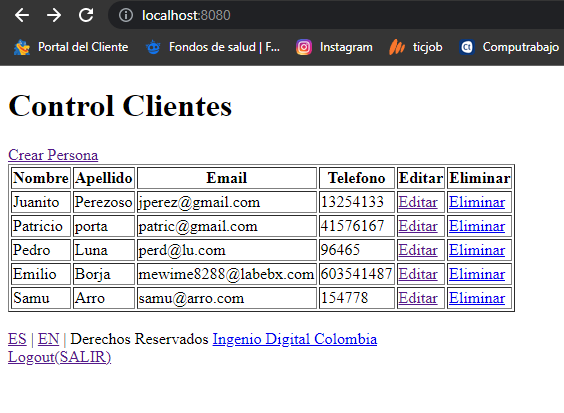 localhost:8080
Portal del Cliente Fondos de salud | F... Instagram ticjob Computrabajo
Control Clientes
Crear Persona
Nombre Apellido Email Telefono Editar Eliminar
Juanito Perezoso jperez@gmail.com 13254133 Editar Eliminar
Patricio porta patric@gmail.com 41576167 Editar Eliminar
Pedro Luna perd@lu.com 96465 Editar Eliminar
Emilio Borja mewime8288@labebx.com 603541487 Editar Eliminar
Samu Arro samu@arro.com 154778 Editar Eliminar
ES | EN | Derechos Reservados Ingenio Digital Colombia
Logout(SALIR)